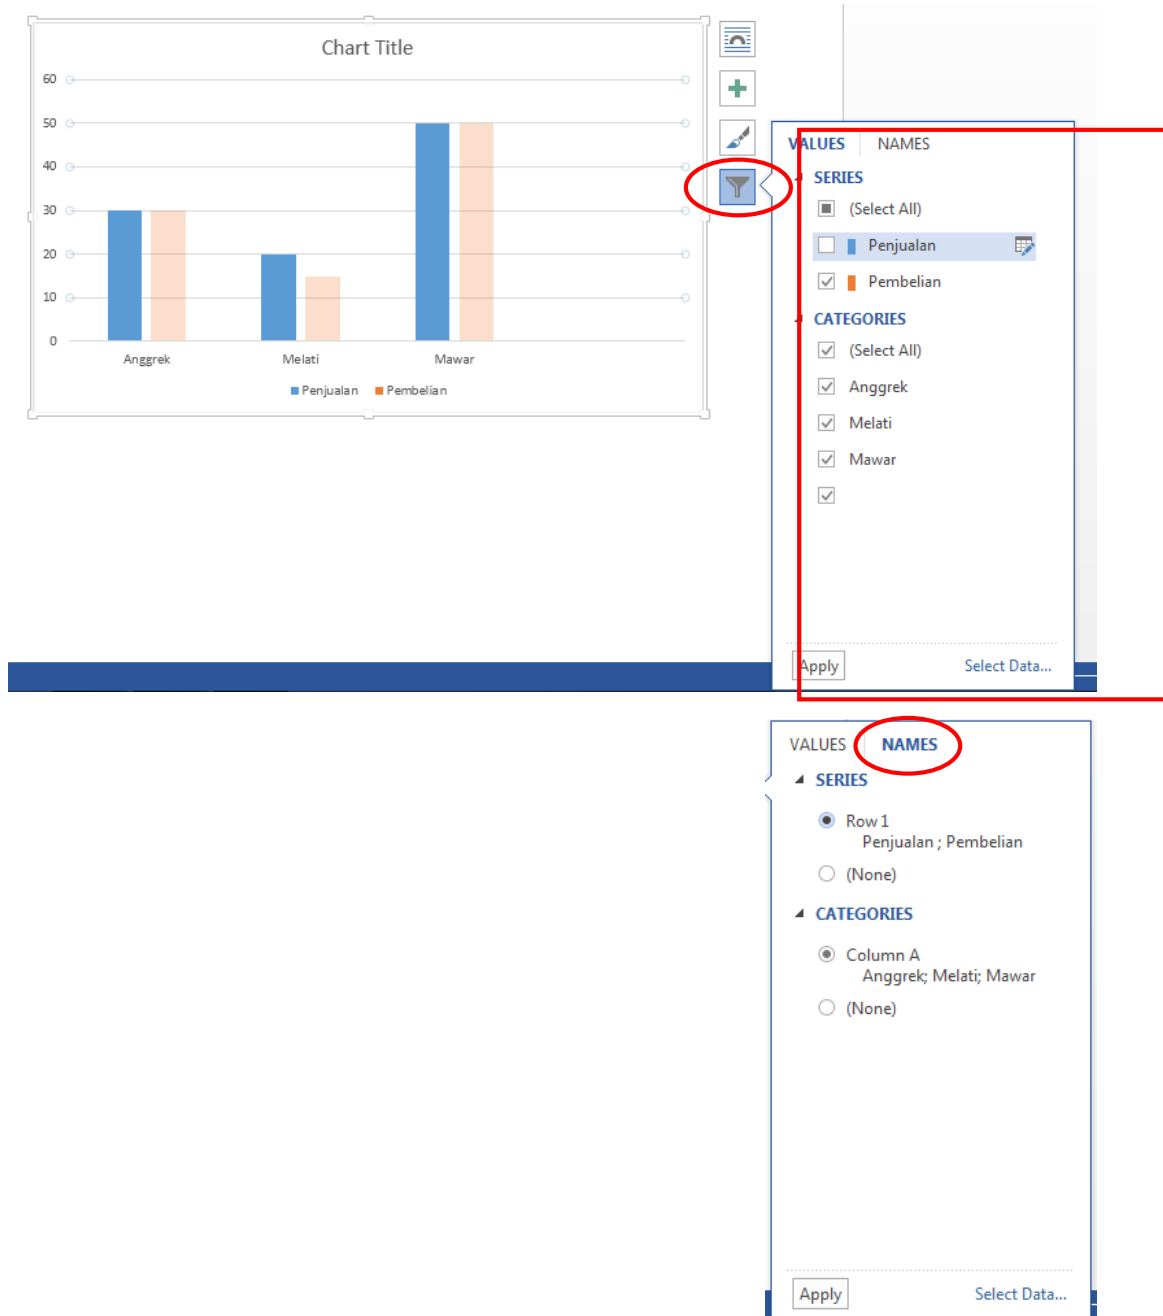 Chart Title
60
50
40
30
20
10
0
Anggrek Melati Mawar
Penjualan Pembelian
VALUES NAMES
SERIES
(Select All)
Penjualan
Pembelian
CATEGORIES
(Select All)
Anggrek
Melati
Mawar
Apply Select Data...
VALUES NAMES
SERIES
Row 1
Penjualan ; Pembelian
(None)
CATEGORIES
Column A
Anggrek; Melati; Mawar
(None)
Apply Select Data...